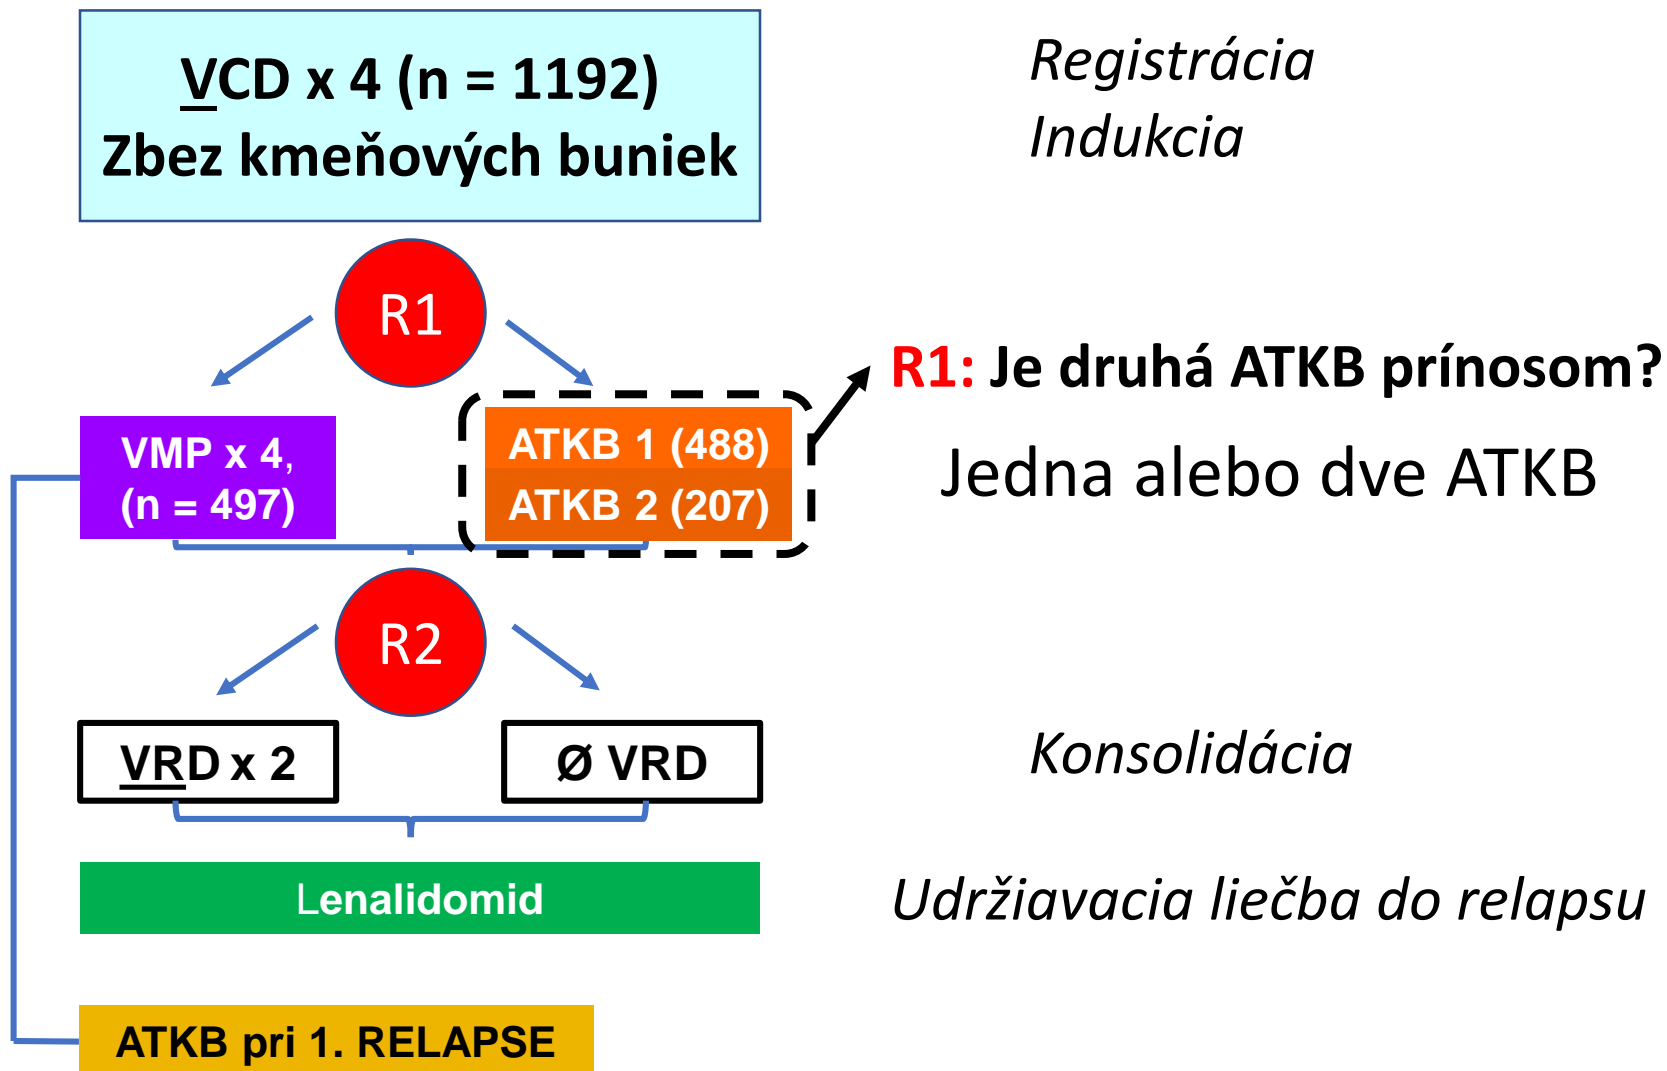 VCD x 4 (n = 1192)
Zbez kmeňových buniek
Registrácia
Indukcia
R1
R1: Je druhá ATKB prínosom?
Jedna alebo dve ATKB
VMP x 4,
(n = 497)
ATKB 1 (488)
ATKB 2 (207)
R2
VRD x 2
Ø VRD
Konsolidácia
Lenalidomid
Udržiavacia liečba do relapsu
ATKB pri 1. RELAPSE